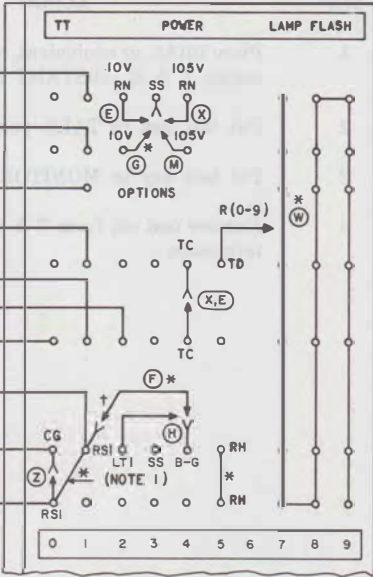 TT POWER LAMP FLASH
10V 105V
RN SS RN
E X
10V * 105V
G M
OPTIONS
R (0-9) * W
TC
TD
X,E
TC
F *
†
CG H
RSI LTI SS B-G RH
Z * (NOTE 1) *
RSI RH
0 1 2 3 4 5 6 7 8 9